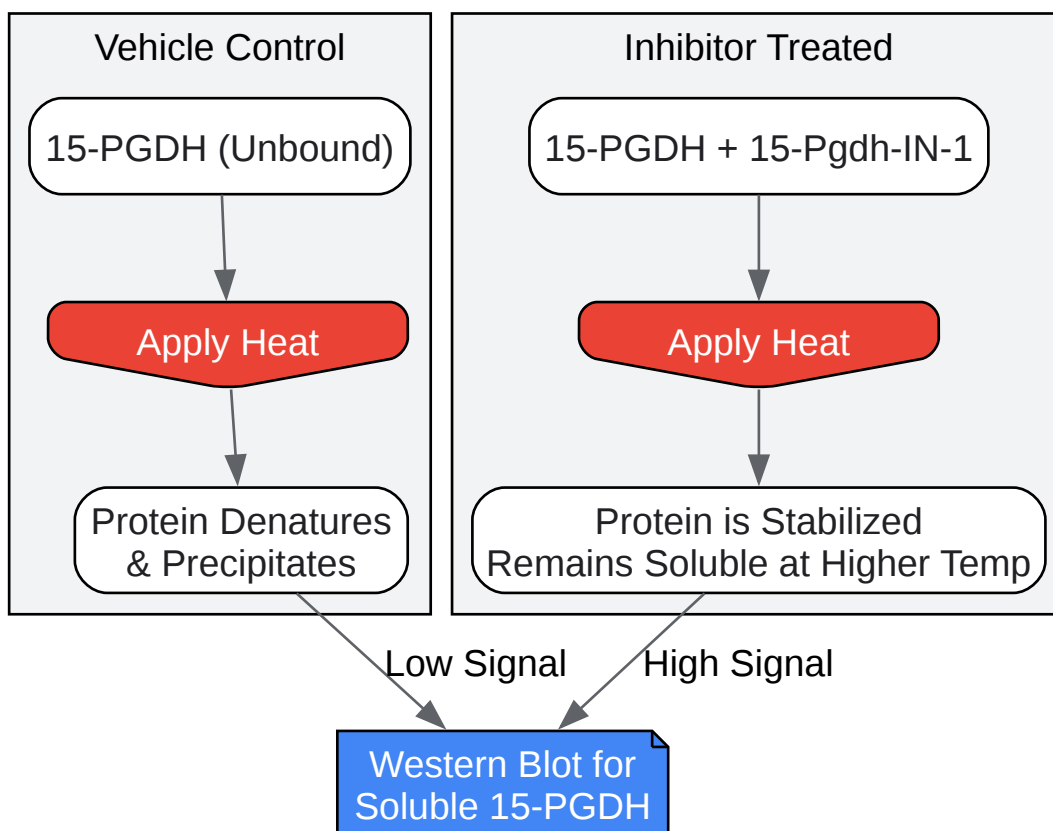 Vehicle Control
15-PGDH (Unbound)
Apply Heat
Protein Denatures
& Precipitates
Inhibitor Treated
15-PGDH + 15-Pgdh-IN-1
Apply Heat
Protein is Stabilized
Remains Soluble at Higher Temp
Low Signal
High Signal
Western Blot for
Soluble 15-PGDH